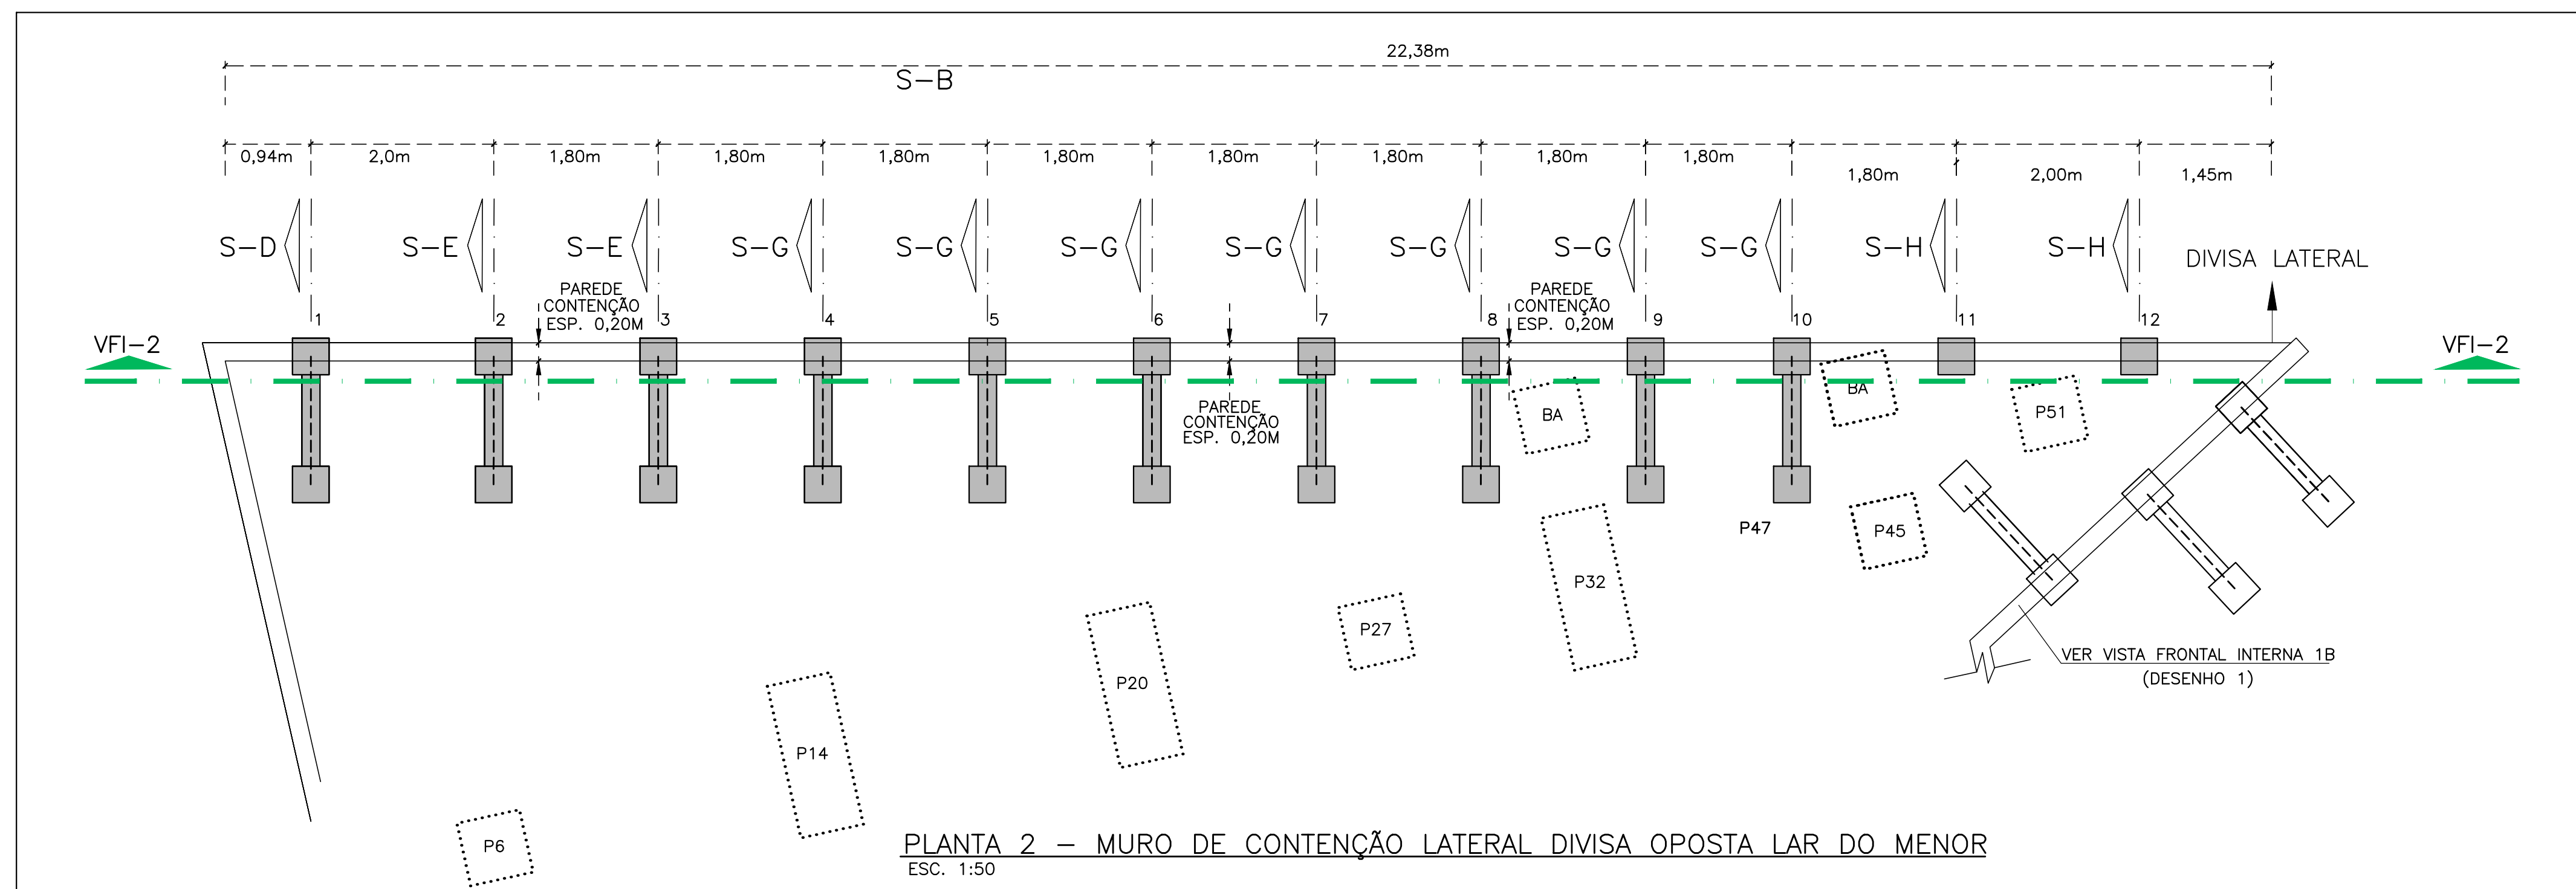 22,38m
S-B
0,94m 2,0m 1,80m 1,80m 1,80m 1,80m 1,80m 1,80m 1,80m 1,80m
1,80m 2,00m 1,45m
S-D S-E S-E S-G S-G S-G S-G S-G S-G S-G S-H S-H
DIVISA LATERAL
PAREDE
CONTENÇÃO
ESP. 0,20M
PAREDE
CONTENÇÃO
ESP. 0,20M
1 2 3 4 5 6 7 8 9 10 11 12
VFI-2
VFI-2
PAREDE
CONTENÇÃO
ESP. 0,20M
BA
BA
P51
P47
P45
P32
P27
P20
P14
P6
VER VISTA FRONTAL INTERNA 1B
(DESENHO 1)
PLANTA 2 - MURO DE CONTENÇÃO LATERAL DIVISA OPOSTA LAR DO MENOR
ESC. 1:50